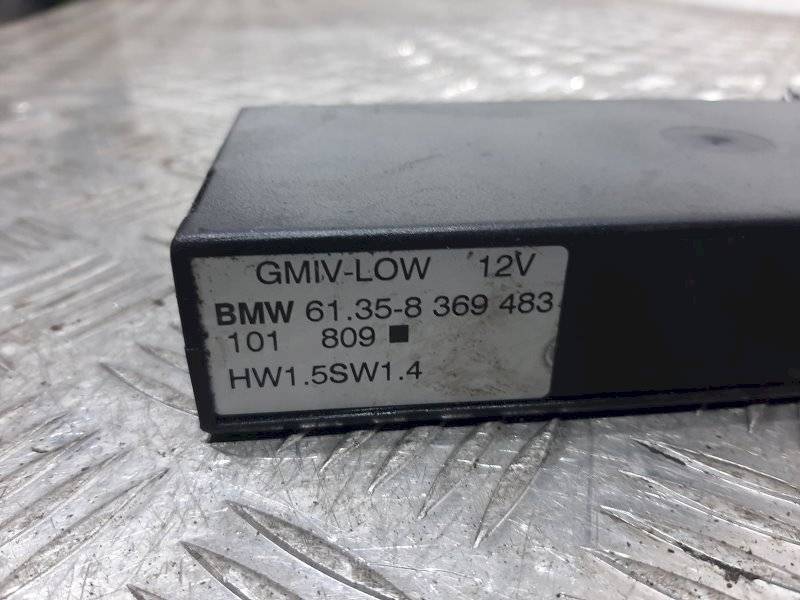 GMIV-LOW 12V
BMW 61.35-8 369 483
101 809
HW1.5SW1.4